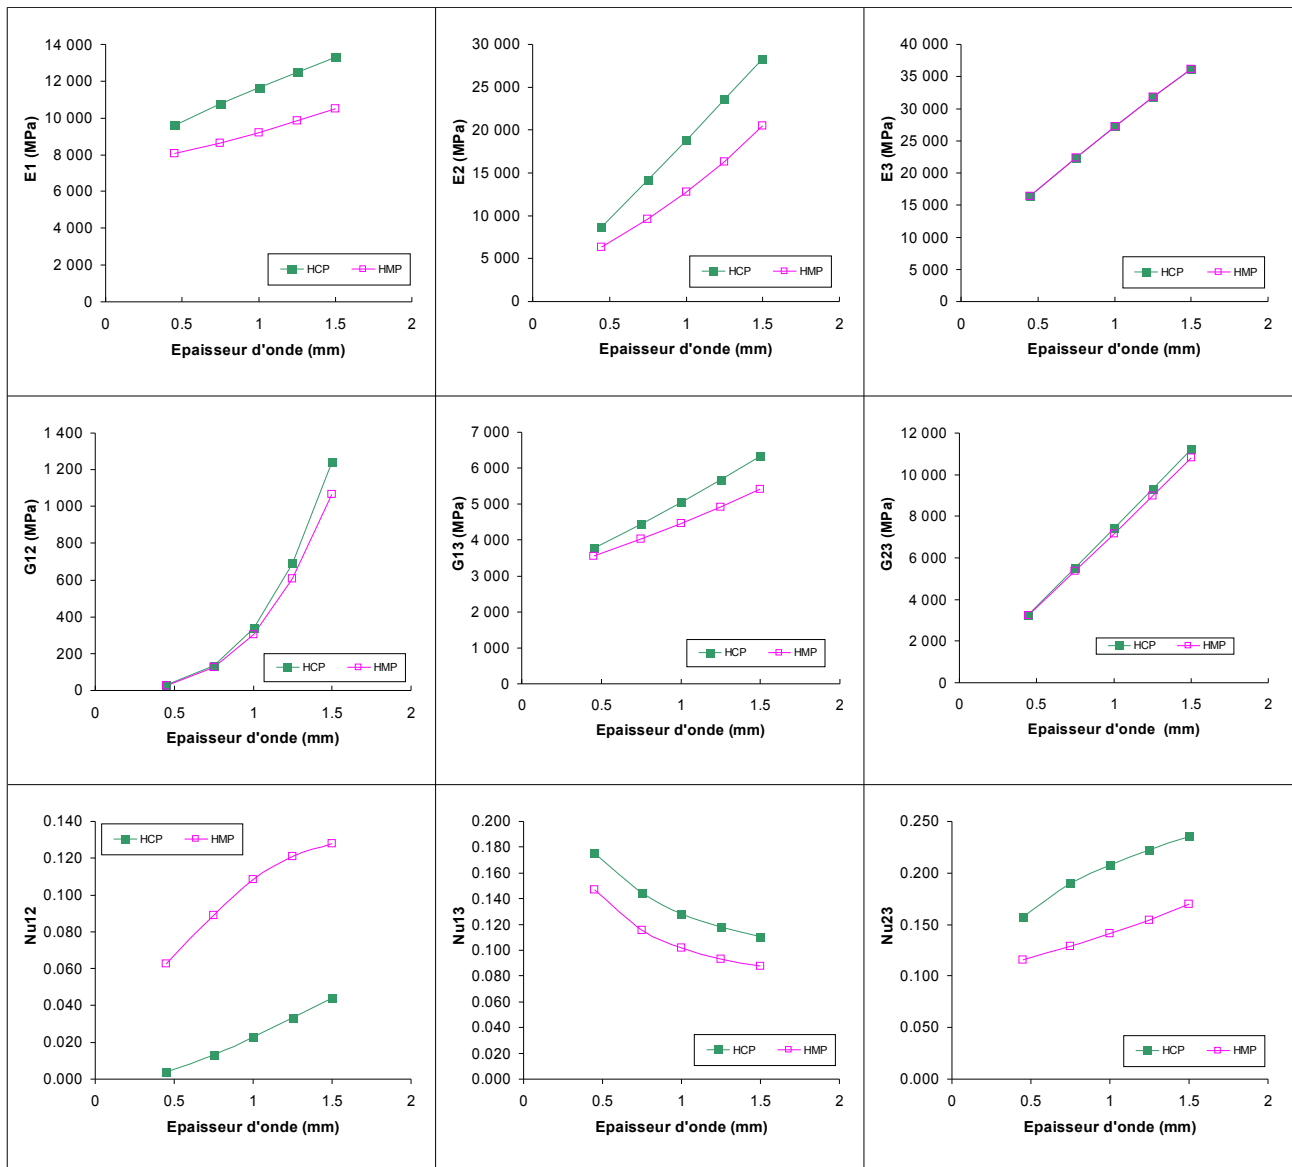 14 000
12 000
10 000
8 000
6 000
4 000
2 000
0
0 0.5 1 1.5 2
E1 (MPa)
Epaisseur d'onde (mm)
HCP HMP
30 000
25 000
20 000
15 000
10 000
5 000
0
0 0.5 1 1.5 2
E2 (MPa)
Epaisseur d'onde (mm)
HCP HMP
40 000
35 000
30 000
25 000
20 000
15 000
10 000
5 000
0
0 0.5 1 1.5 2
E3 (MPa)
Epaisseur d'onde (mm)
HCP HMP
1 400
1 200
1 000
800
600
400
200
0
0 0.5 1 1.5 2
G12 (MPa)
Epaisseur d'onde (mm)
HCP HMP
7 000
6 000
5 000
4 000
3 000
2 000
1 000
0
0 0.5 1 1.5 2
G13 (MPa)
Epaisseur d'onde (mm)
HCP HMP
12 000
10 000
8 000
6 000
4 000
2 000
0
0 0.5 1 1.5 2
G23 (MPa)
Epaisseur d'onde (mm)
HCP HMP
0.140
0.120
0.100
0.080
0.060
0.040
0.020
0.000
0 0.5 1 1.5 2
Nu12
Epaisseur d'onde (mm)
HCP HMP
0.200
0.180
0.160
0.140
0.120
0.100
0.080
0.060
0.040
0.020
0.000
0 0.5 1 1.5 2
Nu13
Epaisseur d'onde (mm)
HCP HMP
0.250
0.200
0.150
0.100
0.050
0.000
0 0.5 1 1.5 2
Nu23
Epaisseur d'onde (mm)
HCP HMP